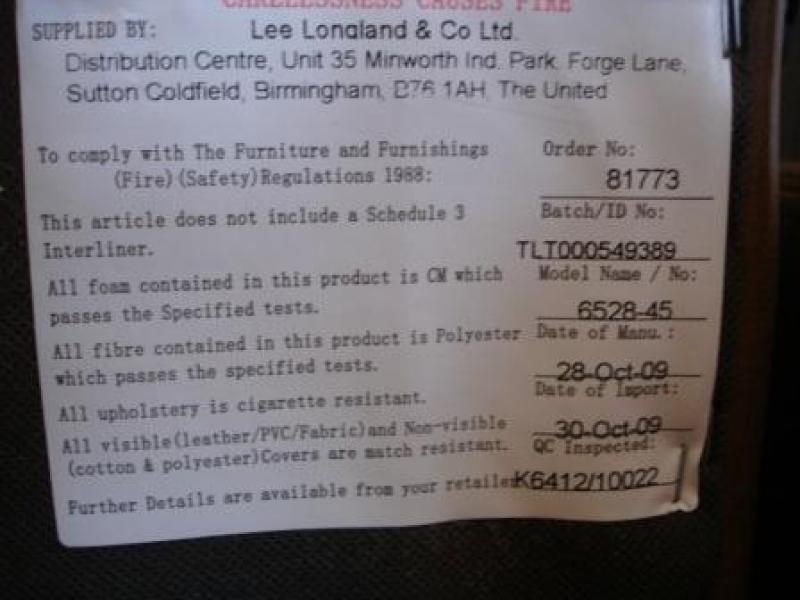 CARELESSNESS CAUSES FIRE
SUPPLIED BY: Lee Longland & Co Ltd.
Distribution Centre, Unit 35 Minworth Ind. Park, Forge Lane,
Sutton Coldfield, Birmingham, B76 1AH, The United
To comply with The Furniture and Furnishings
(Fire)(Safety)Regulations 1988:
Order No:
81773
This article does not include a Schedule 3
Interliner.
Batch/ID No:
TLT000549389
All foam contained in this product is CM which
passes the Specified tests.
Model Name / No:
6528-45
All fibre contained in this product is Polyester
which passes the specified tests.
Date of Manu.:
28-Oct-09
All upholstery is cigarette resistant.
Date of Import:
30-Oct-09
All visible(leather/PVC/Fabric)and Non-visible
(cotton & polyester)Covers are match resistant.
QC Inspected:
K6412/10022
Further Details are available from your retailer